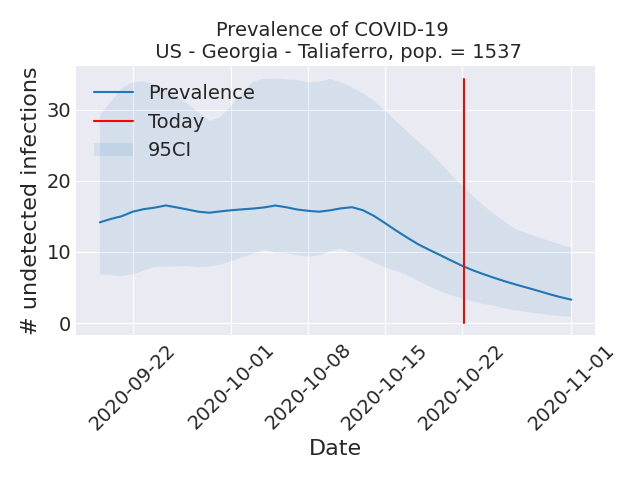 Prevalence of COVID-19
US - Georgia - Taliaferro, pop. = 1537
# undetected infections
30
20
10
0
Prevalence
Today
95CI
2020-09-22
2020-10-01
2020-10-08
2020-10-15
2020-10-22
2020-11-01
Date